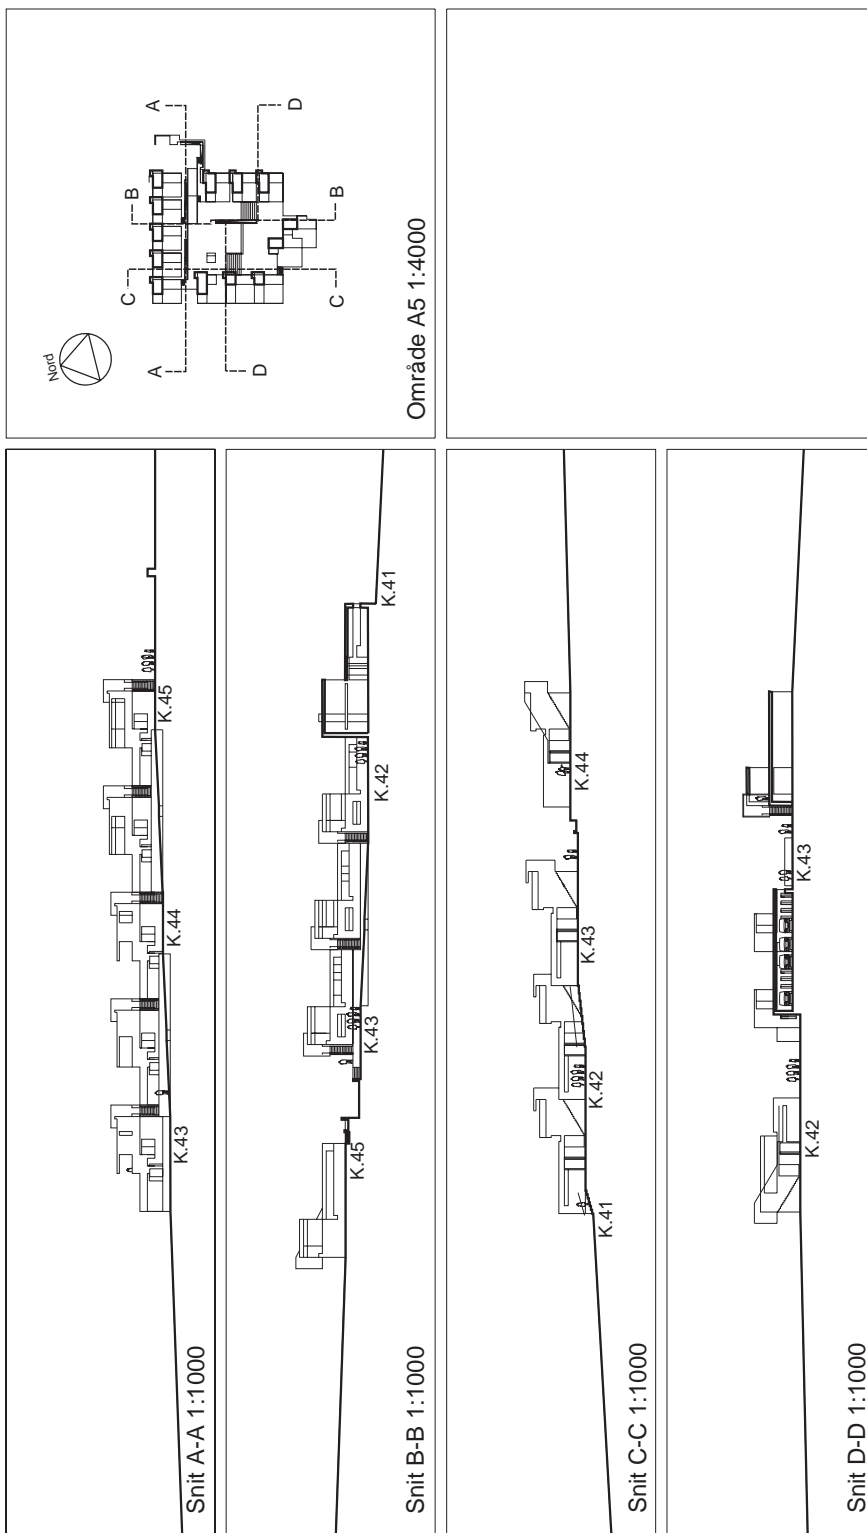 A
D
B
B
C
C
A
D
Nord
Område A5 1:4000
K.43
K.44
K.45
Snit A-A 1:1000
K.45
K.43
K.42
K.41
Snit B-B 1:1000
K.41
K.42
K.43
K.44
Snit C-C 1:1000
K.42
K.43
Snit D-D 1:1000